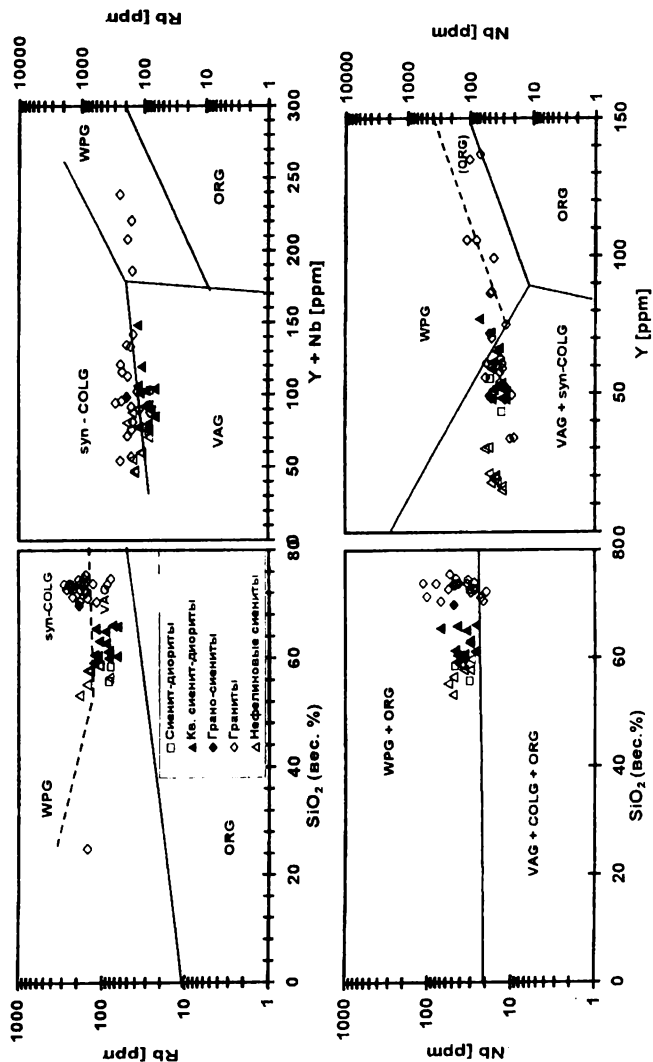 Rb [ppm]
1000
100
10
1
0
20
40
60
80
SiO₂ (вес.%)
WPG
syn-COLG
VAG
ORG
Сиенит-диориты
Кв. сиенит-диориты
Грано-сиениты
Граниты
Нефелиновые сиениты
Rb [ppm]
10000
1000
100
10
1
0
50
100
150
200
250
300
Y + Nb [ppm]
syn - COLG
WPG
VAG
ORG
Nb [ppm]
1000
100
10
1
0
20
40
60
80
SiO₂ (вес.%)
WPG + ORG
VAG + COLG + ORG
Nb [ppm]
10000
1000
100
10
1
0
50
100
150
Y [ppm]
WPG
(ORG)
VAG + syn-COLG
ORG